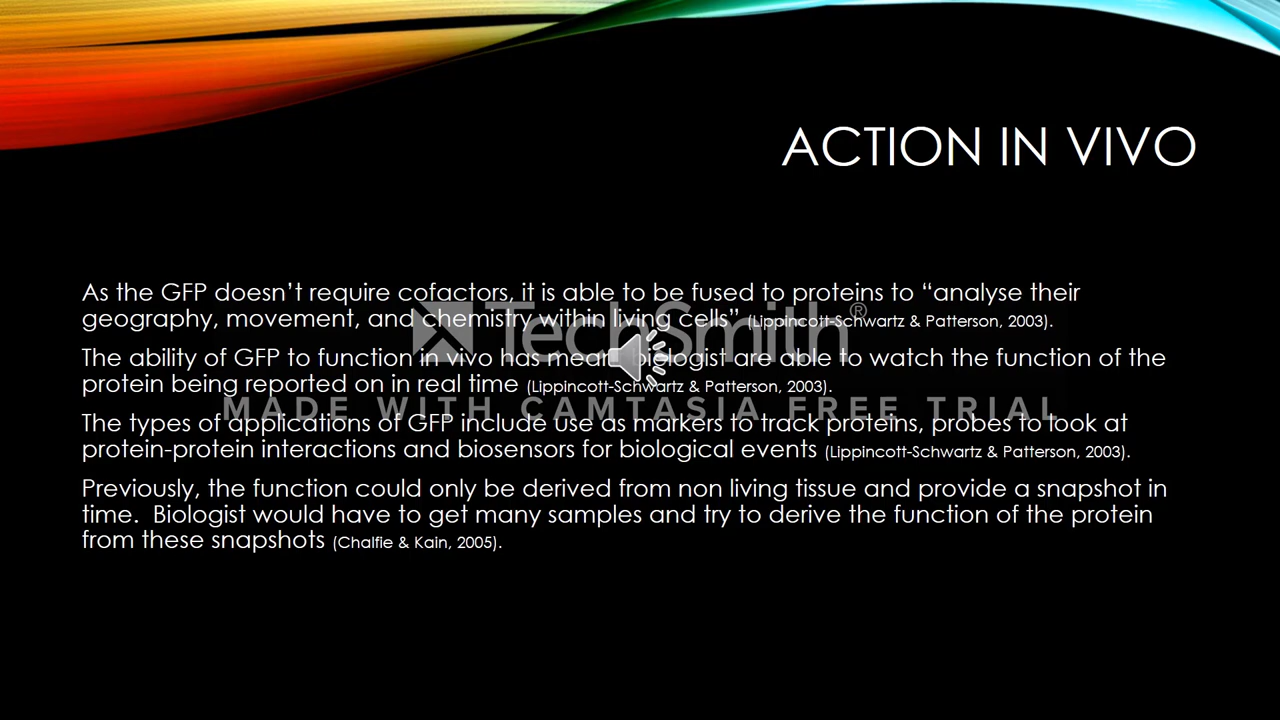 ACTION IN VIVO
As the GFP doesn’t require cofactors, it is able to be fused to proteins to “analyse their
geography, movement, and chemistry within living cells” (Lippincott-Schwartz & Patterson, 2003).
The ability of GFP to function in vivo has meant biologist are able to watch the function of the
protein being reported on in real time (Lippincott-Schwartz & Patterson, 2003).
The types of applications of GFP include use as markers to track proteins, probes to look at
protein-protein interactions and biosensors for biological events (Lippincott-Schwartz & Patterson, 2003).
Previously, the function could only be derived from non living tissue and provide a snapshot in
time.  Biologist would have to get many samples and try to derive the function of the protein
from these snapshots (Chalfie & Kain, 2005).
TechSmith®
MADE WITH CAMTASIA FREE TRIAL